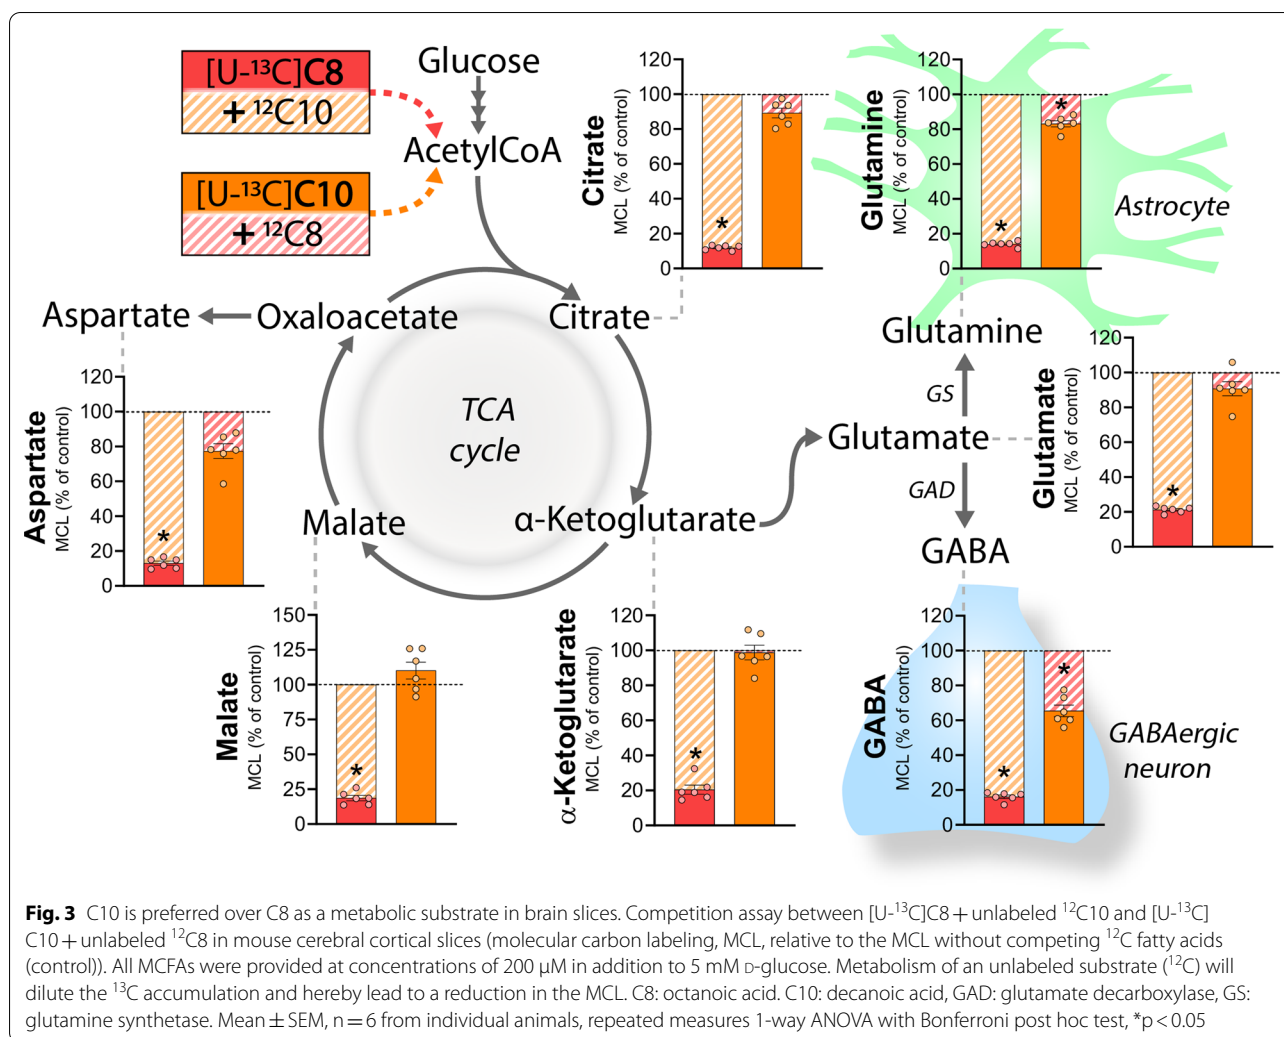 [U-¹³C]C8
+ ¹²C10
[U-¹³C]C10
+ ¹²C8
Glucose
AcetylCoA
Citrate
MCL (% of control)
120
100
80
60
40
20
0
*
Glutamine
MCL (% of control)
120
100
80
60
40
20
0
*
*
Astrocyte
Aspartate
Oxaloacetate
Citrate
Glutamine
TCA
cycle
GS
Glutamate
GAD
GABA
Malate
α-Ketoglutarate
Aspartate
MCL (% of control)
120
100
80
60
40
20
0
*
Glutamate
MCL (% of control)
120
100
80
60
40
20
0
*
Malate
MCL (% of control)
150
125
100
75
50
25
0
*
α-Ketoglutarate
MCL (% of control)
120
100
80
60
40
20
0
*
GABA
MCL (% of control)
120
100
80
60
40
20
0
*
*
GABAergic
neuron
Fig. 3 C10 is preferred over C8 as a metabolic substrate in brain slices. Competition assay between [U-¹³C]C8 + unlabeled ¹²C10 and [U-¹³C]
C10 + unlabeled ¹²C8 in mouse cerebral cortical slices (molecular carbon labeling, MCL, relative to the MCL without competing ¹²C fatty acids
(control)). All MCFAs were provided at concentrations of 200 µM in addition to 5 mM D-glucose. Metabolism of an unlabeled substrate (¹²C) will
dilute the ¹³C accumulation and hereby lead to a reduction in the MCL. C8: octanoic acid. C10: decanoic acid, GAD: glutamate decarboxylase, GS:
glutamine synthetase. Mean ± SEM, n = 6 from individual animals, repeated measures 1-way ANOVA with Bonferroni post hoc test, *p < 0.05